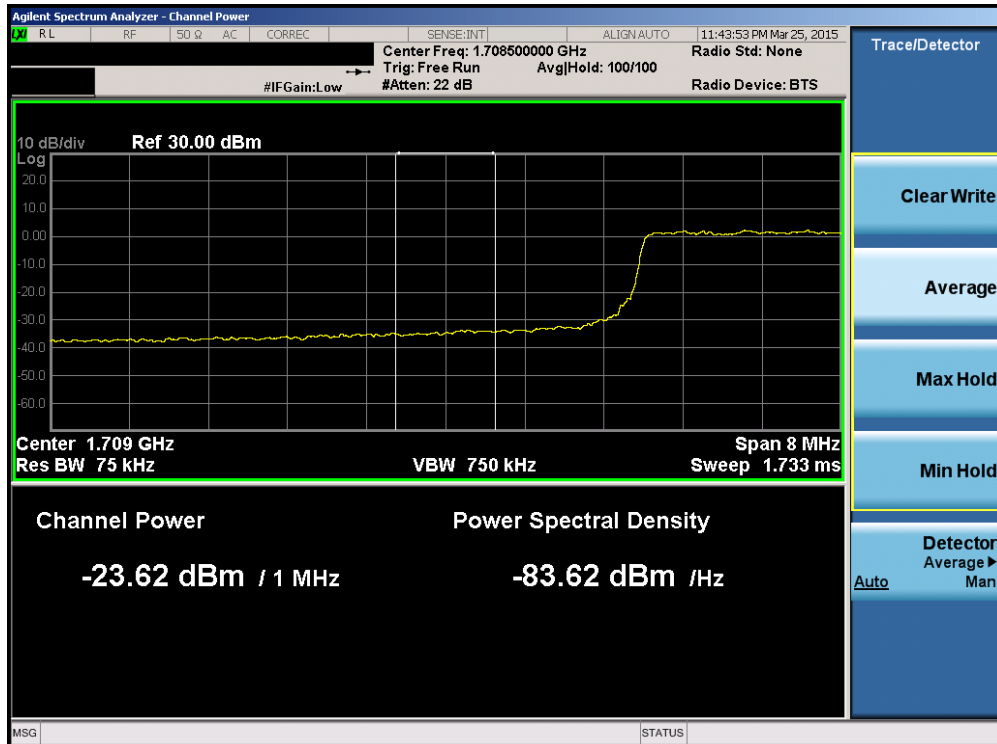 Agilent Spectrum Analyzer - Channel Power
LXI RL RF 50 Ω AC CORREC SENSE:INT ALIGN AUTO 11:43:53 PM Mar 25, 2015
Center Freq: 1.708500000 GHz Radio Std: None
Trig: Free Run Avg|Hold: 100/100
#IFGain:Low #Atten: 22 dB Radio Device: BTS
Trace/Detector
10 dB/div Ref 30.00 dBm
Log
20.0
10.0
0.00
-10.0
-20.0
-30.0
-40.0
-50.0
-60.0
Center 1.709 GHz Span 8 MHz
Res BW 75 kHz VBW 750 kHz Sweep 1.733 ms
Channel Power Power Spectral Density
-23.62 dBm / 1 MHz -83.62 dBm /Hz
Clear Write
Average
Max Hold
Min Hold
Detector
Average▶
Auto Man
MSG STATUS